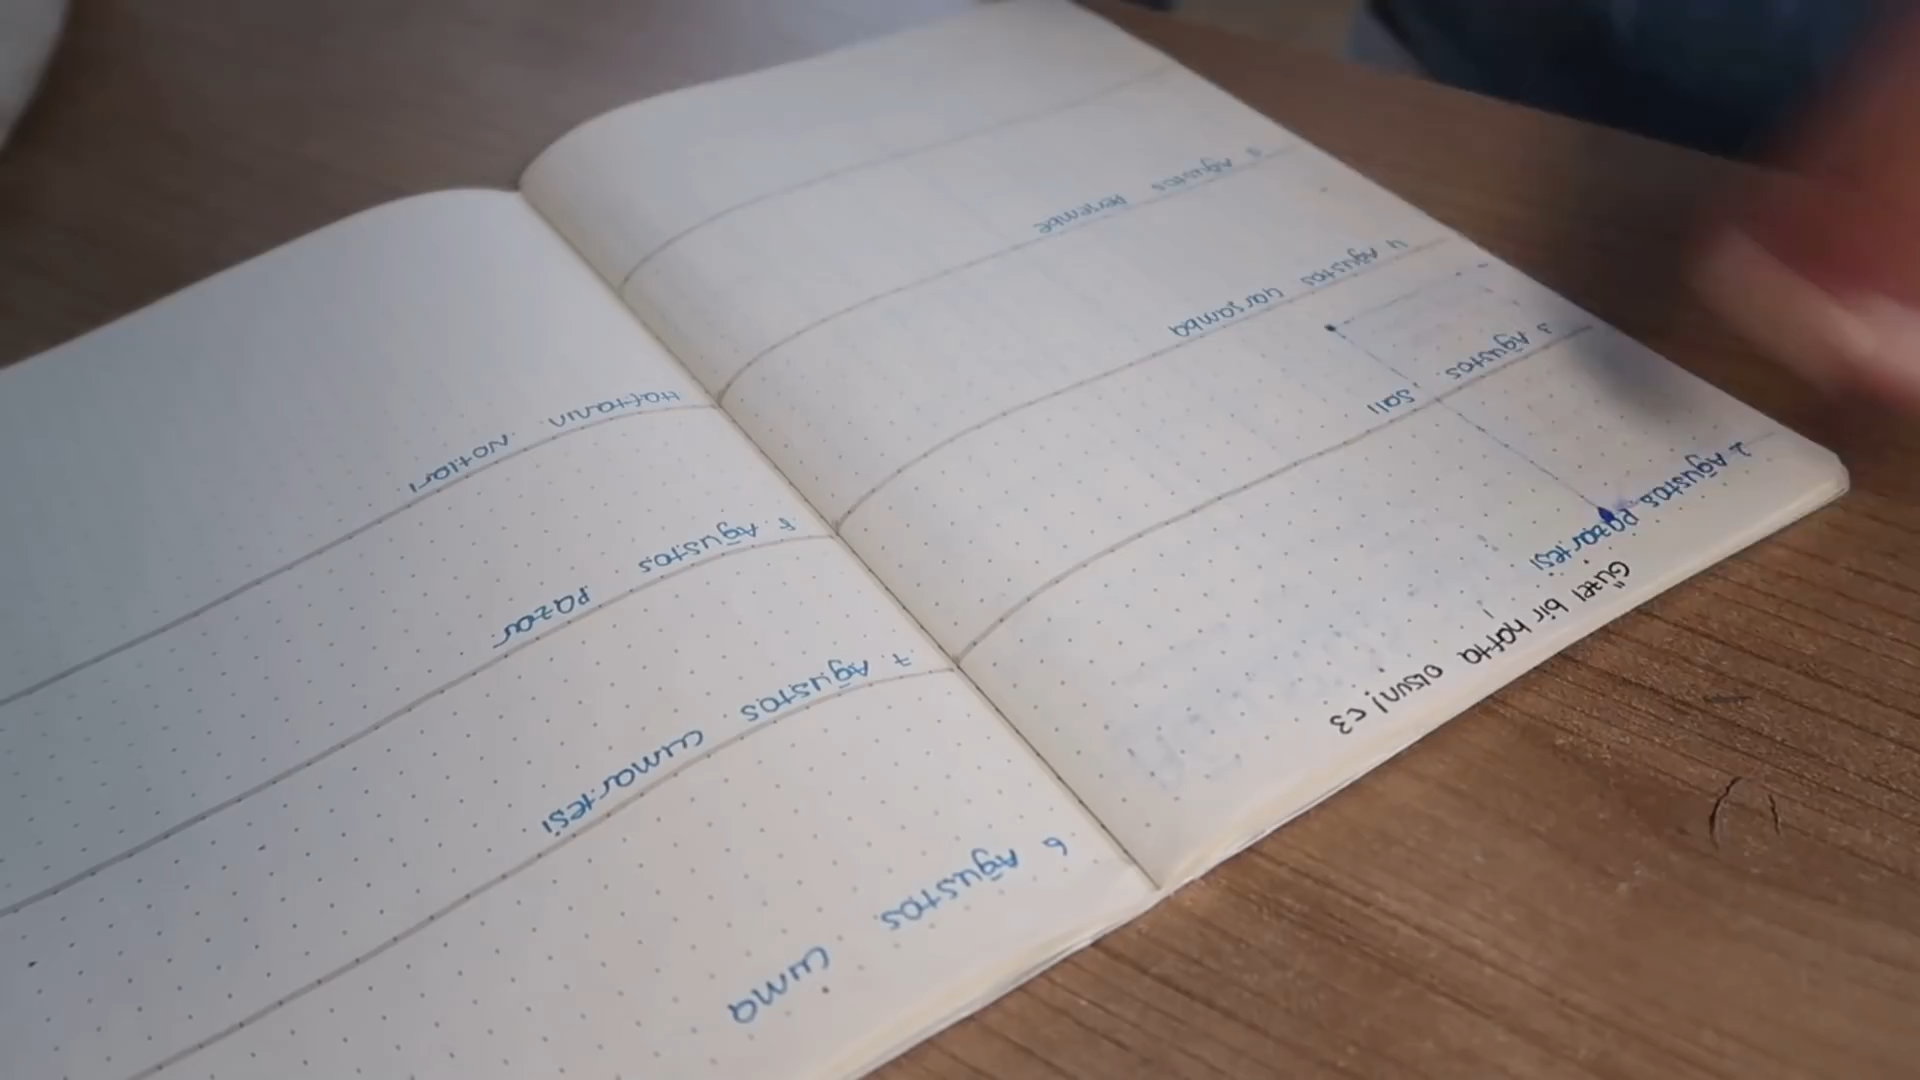 Güzel bir hafta olsun! c3
2 Ağustos Pazartesi
3 Ağustos Salı
4 Ağustos Çarşamba
5 Ağustos Perşembe
6 Ağustos Cuma
7 Ağustos Cumartesi
8 Ağustos Pazar
Haftanın Notları